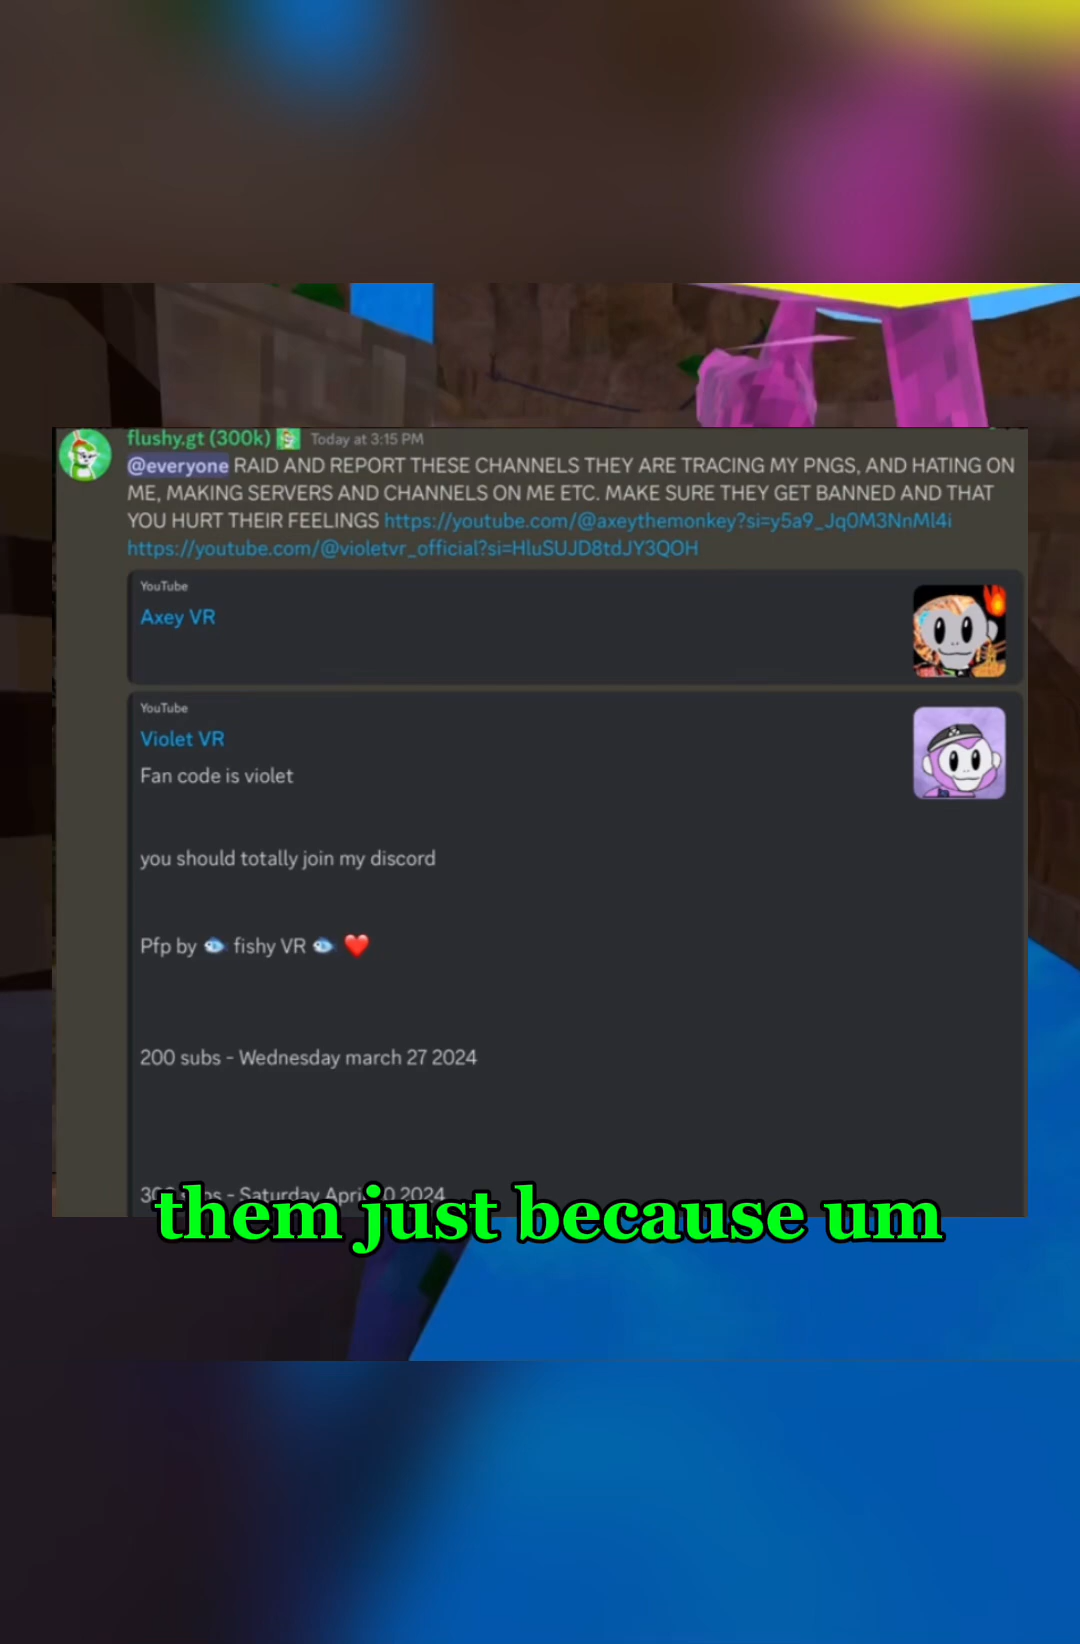 flushy.gt (300k) Today at 3:15 PM
@everyone RAID AND REPORT THESE CHANNELS THEY ARE TRACING MY PNGS, AND HATING ON
ME, MAKING SERVERS AND CHANNELS ON ME ETC. MAKE SURE THEY GET BANNED AND THAT
YOU HURT THEIR FEELINGS https://youtube.com/@axeythemonkey?si=y5a9_Jq0M3NnMl4i
https://youtube.com/@violetvr_official?si=HluSUJD8tdJY3QOH
YouTube
Axey VR
YouTube
Violet VR
Fan code is violet
you should totally join my discord
Pfp by 🐟 fishy VR 🐟 ❤️
200 subs - Wednesday march 27 2024
- Saturday 2024
them just because um